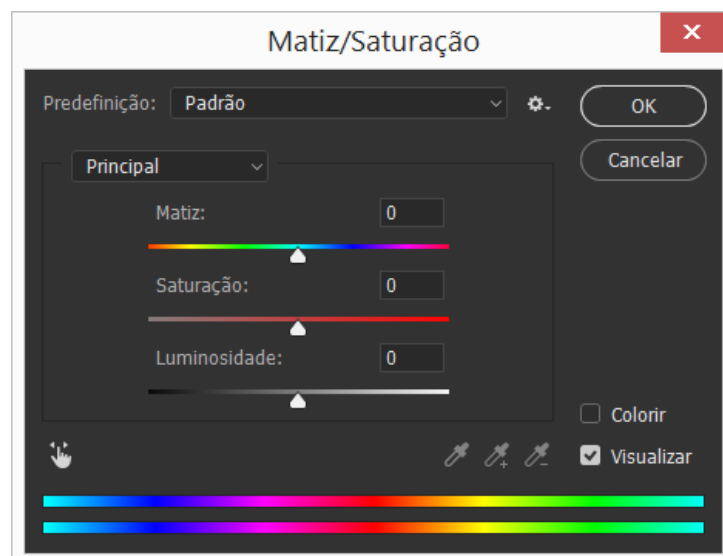 Matiz/Saturação
Predefinição: Padrão
OK
Principal
Cancelar
Matiz: 0
Saturação: 0
Luminosidade: 0
Colorir
Visualizar